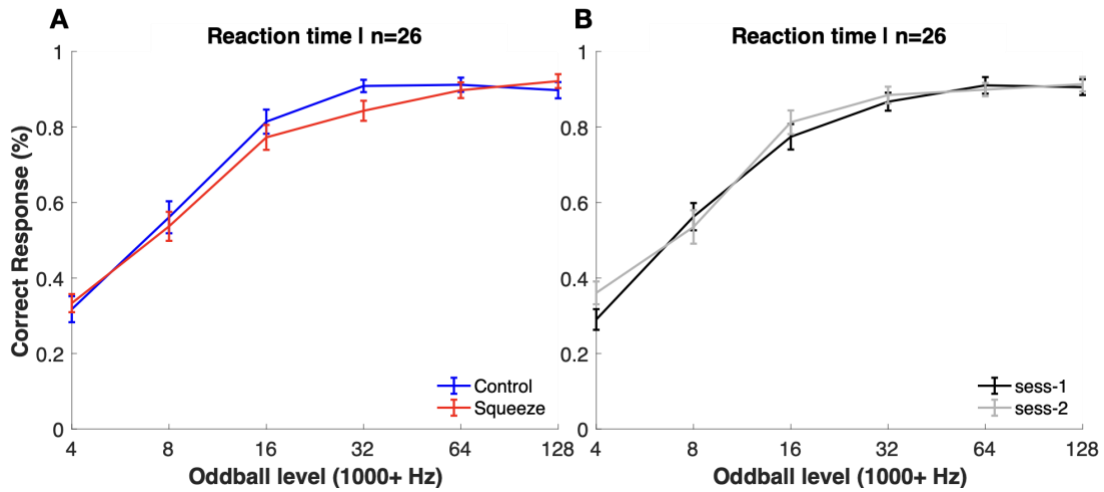 A
Reaction time | n=26
Correct Response (%)
1
0.8
0.6
0.4
0.2
0
4 8 16 32 64 128
Oddball level (1000+ Hz)
Control
Squeeze
B
Reaction time | n=26
1
0.8
0.6
0.4
0.2
0
4 8 16 32 64 128
Oddball level (1000+ Hz)
sess-1
sess-2